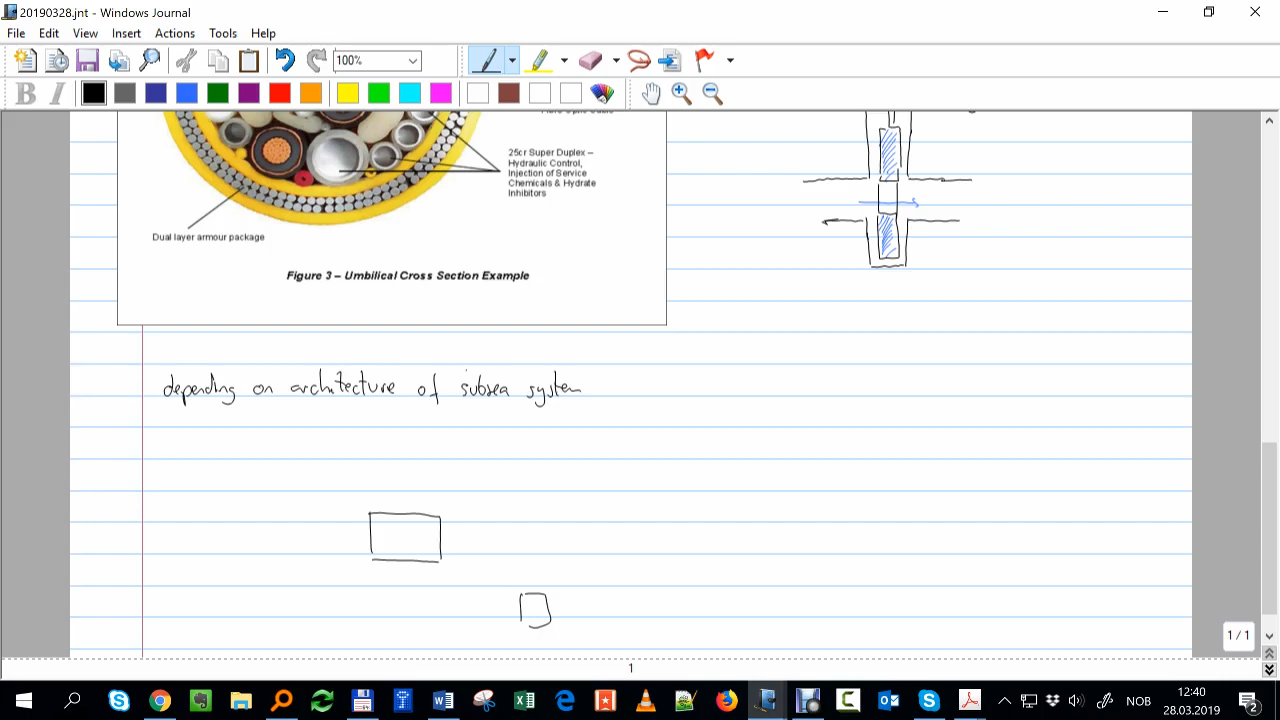 20190328.jnt - Windows Journal
File Edit View Insert Actions Tools Help
100%
B I
25cr Super Duplex –
Hydraulic Control,
Injection of Service
Chemicals & Hydrate
Inhibitors
Dual layer armour package
Figure 3 – Umbilical Cross Section Example
depending on architecture of subsea system
1 / 1
1
NOB
12:40
28.03.2019
2